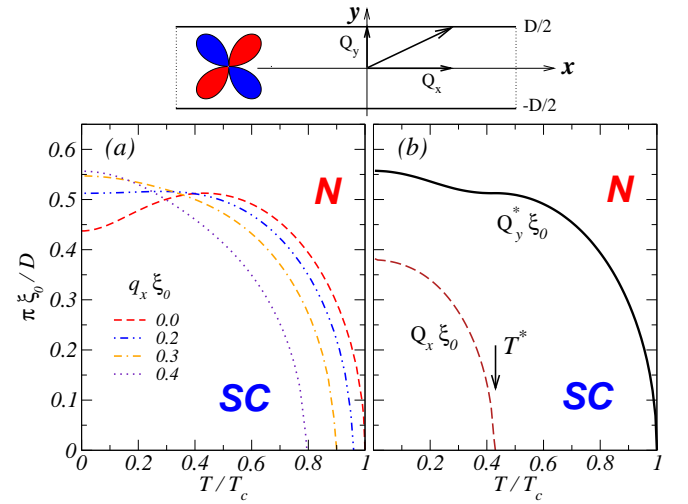 y
D/2
Q_y
x
Q_x
-D/2
(a)
N
(b)
N
0.6
0.5
0.4
0.3
0.2
0.1
0
π ξ_0 / D
Q_y^* ξ_0
q_x ξ_0
0.0
0.2
0.3
0.4
Q_x ξ_0
T^*
SC
SC
0 0.2 0.4 0.6 0.8 1
0.2 0.4 0.6 0.8 1
T / T_c
T / T_c